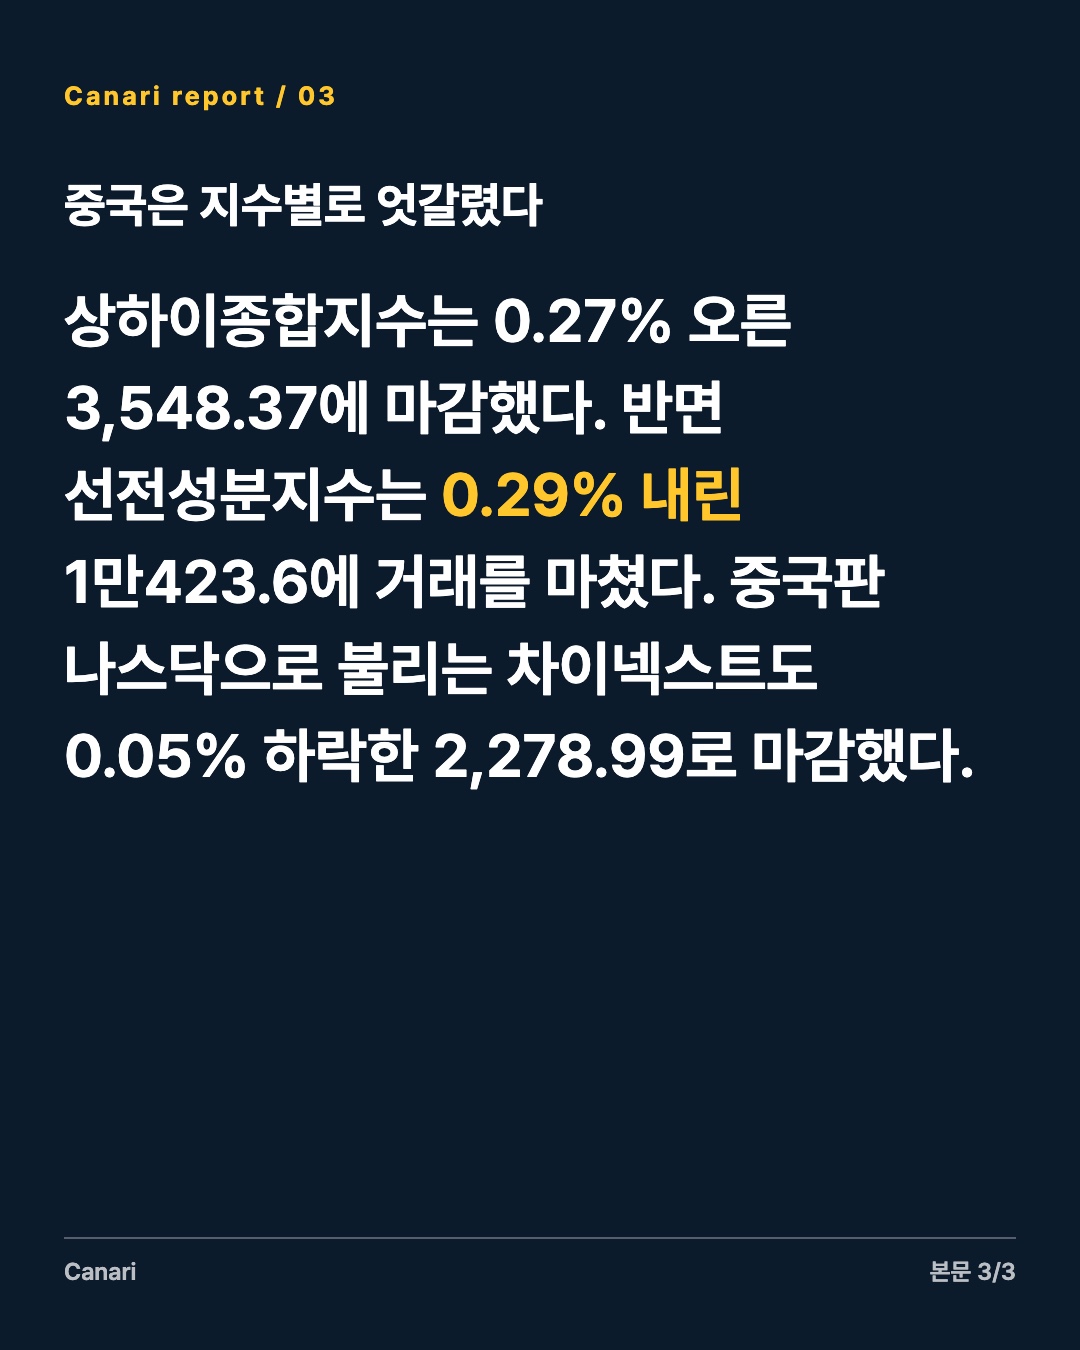 Canari report / 03
중국은 지수별로 엇갈렸다
상하이종합지수는 0.27% 오른
3,548.37에 마감했다. 반면
선전성분지수는 0.29% 내린
1만423.6에 거래를 마쳤다. 중국판
나스닥으로 불리는 차이넥스트도
0.05% 하락한 2,278.99로 마감했다.
Canari
본문 3/3